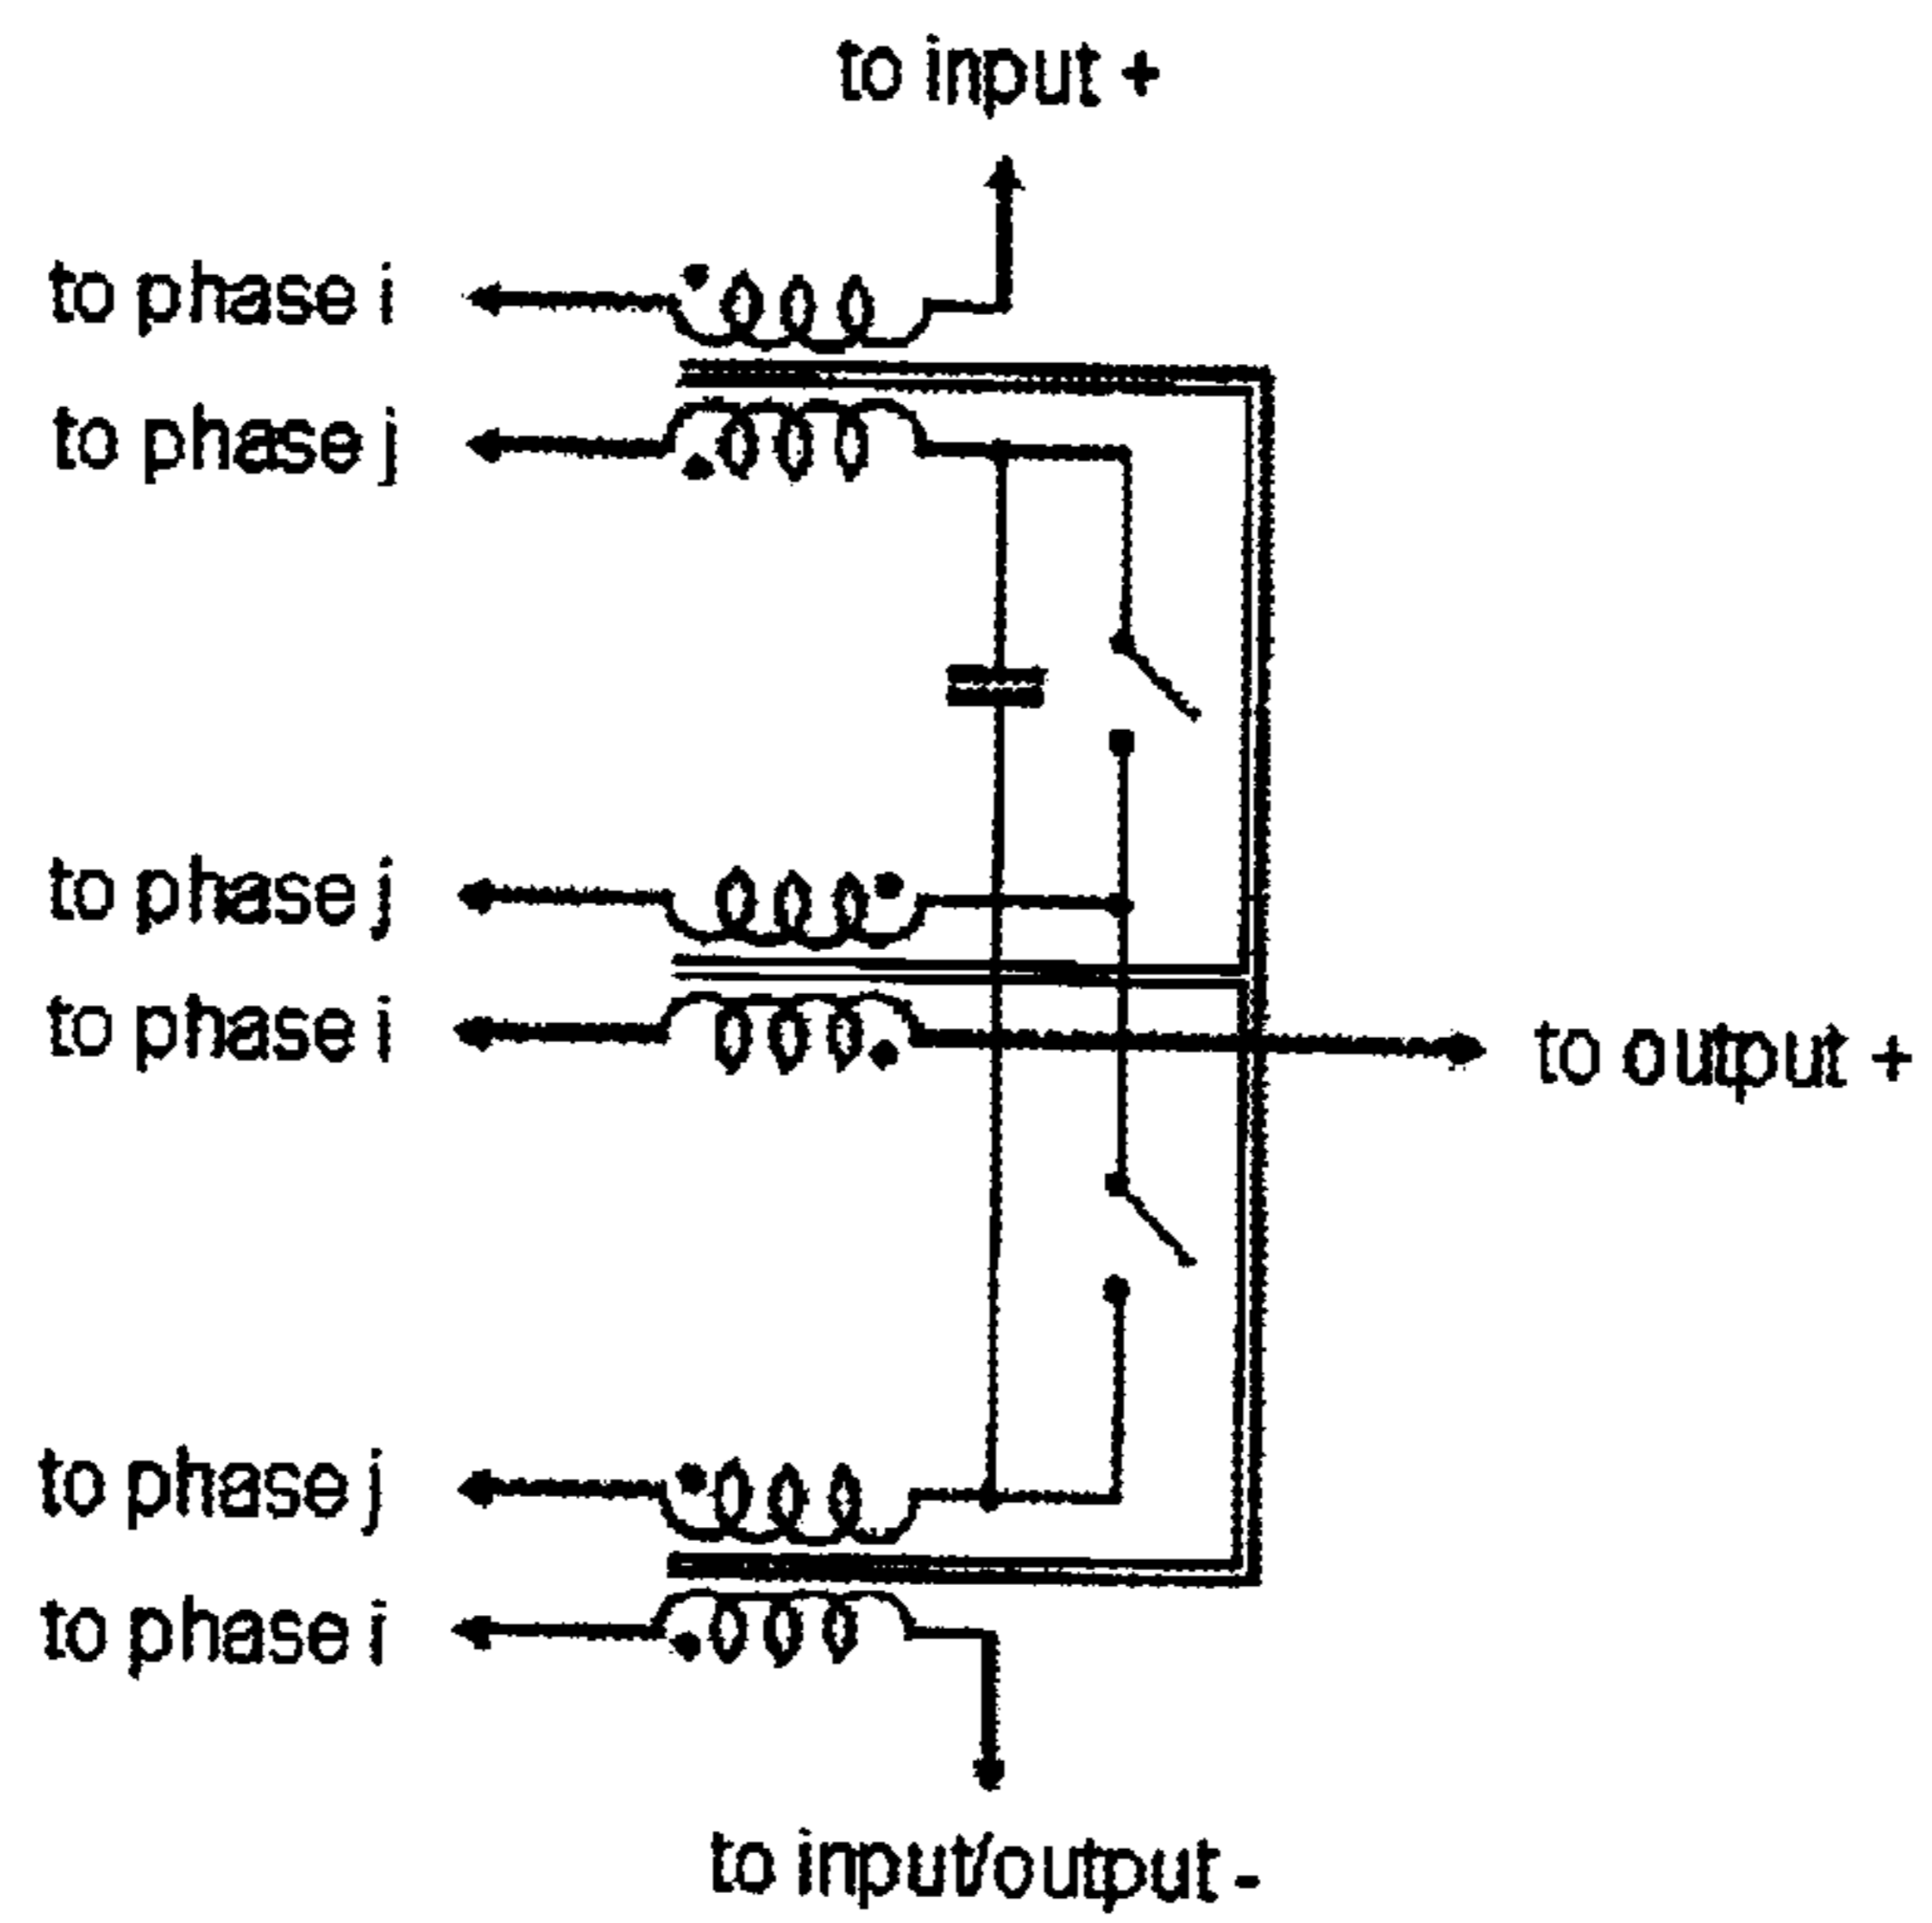 to input +
to phase i
to phase j
to phase j
to phase i
to output +
to phase j
to phase i
to input/output -